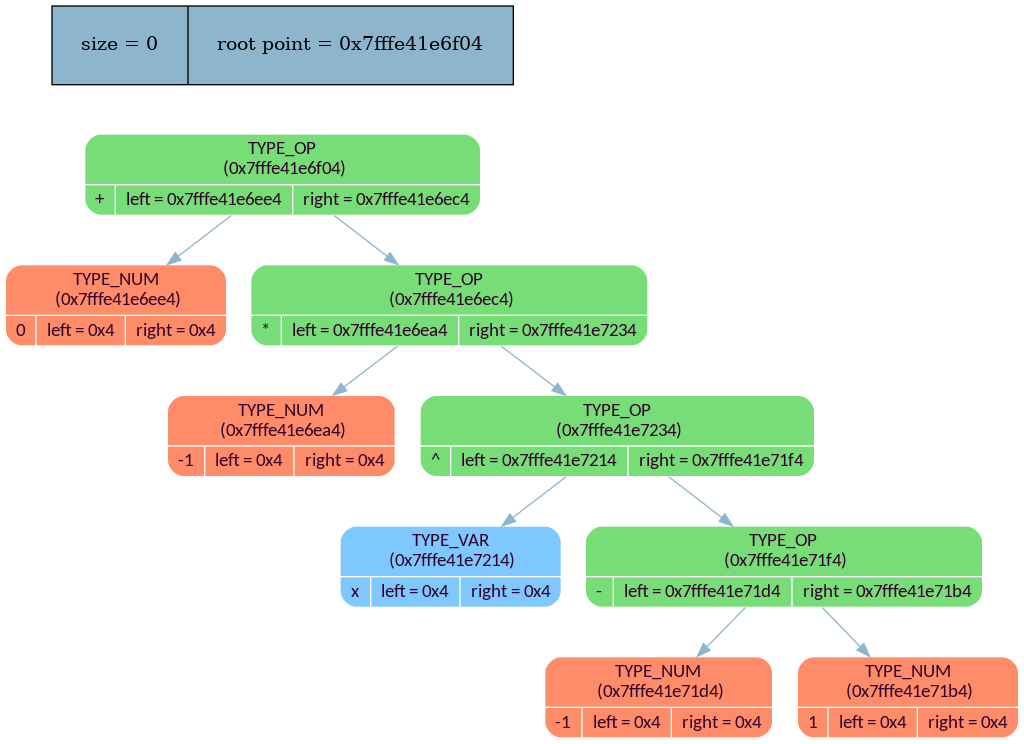 size = 0 root point = 0x7fffe41e6f04
TYPE_OP
(0x7fffe41e6f04)
+ left = 0x7fffe41e6ee4 right = 0x7fffe41e6ec4
TYPE_NUM
(0x7fffe41e6ee4)
0 left = 0x4 right = 0x4
TYPE_OP
(0x7fffe41e6ec4)
* left = 0x7fffe41e6ea4 right = 0x7fffe41e7234
TYPE_NUM
(0x7fffe41e6ea4)
-1 left = 0x4 right = 0x4
TYPE_OP
(0x7fffe41e7234)
^ left = 0x7fffe41e7214 right = 0x7fffe41e71f4
TYPE_VAR
(0x7fffe41e7214)
x left = 0x4 right = 0x4
TYPE_OP
(0x7fffe41e71f4)
- left = 0x7fffe41e71d4 right = 0x7fffe41e71b4
TYPE_NUM
(0x7fffe41e71d4)
-1 left = 0x4 right = 0x4
TYPE_NUM
(0x7fffe41e71b4)
1 left = 0x4 right = 0x4